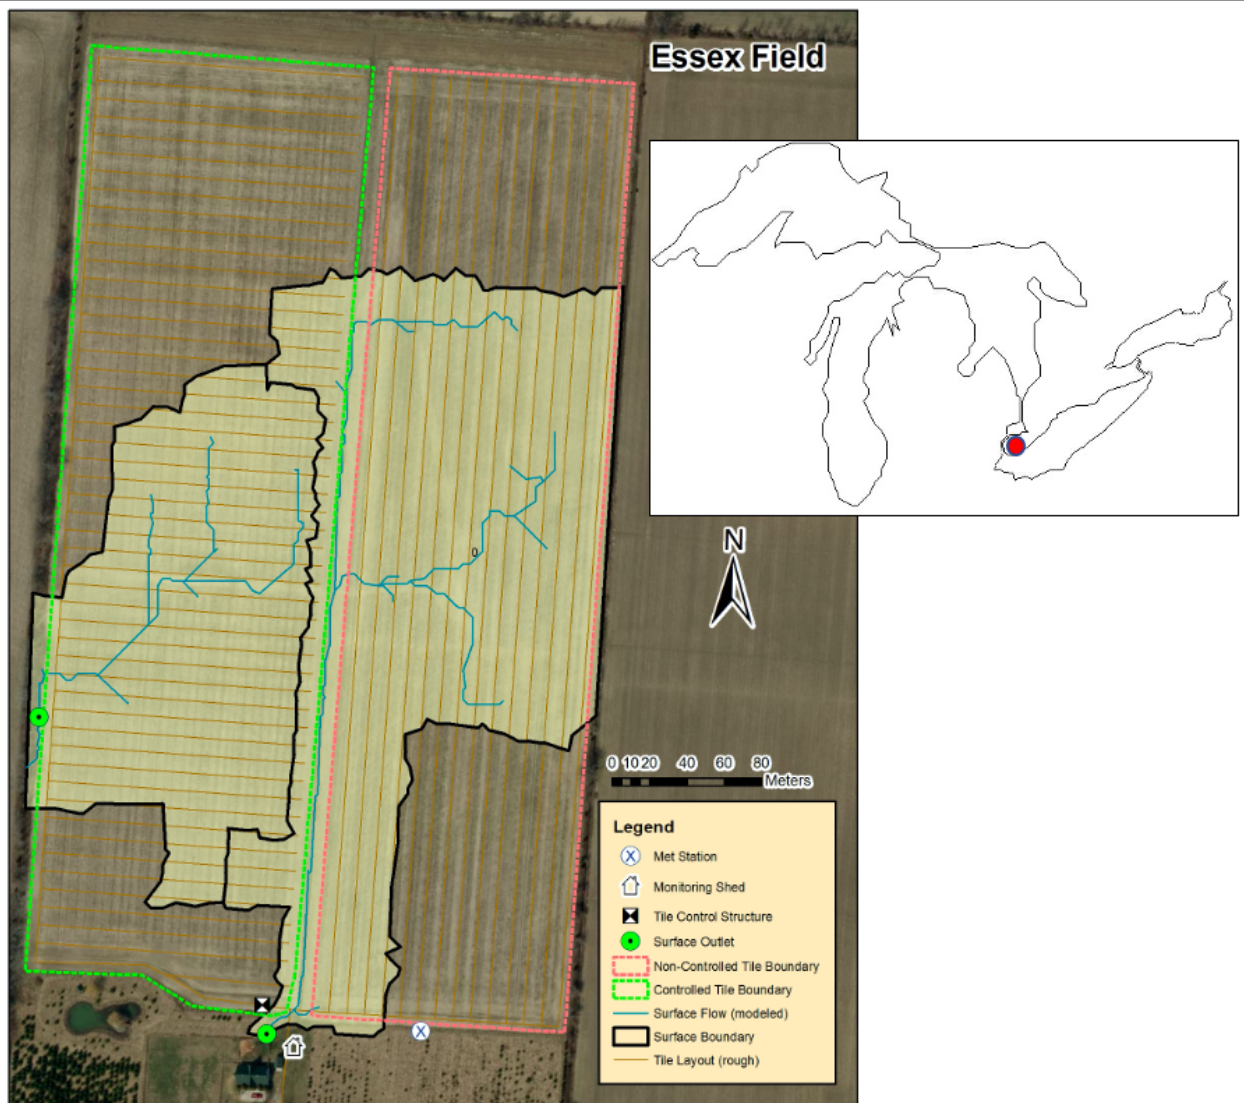 Essex Field
N
0
0 10 20 40 60 80
Meters
Legend
Met Station
Monitoring Shed
Tile Control Structure
Surface Outlet
Non-Controlled Tile Boundary
Controlled Tile Boundary
Surface Flow (modeled)
Surface Boundary
Tile Layout (rough)